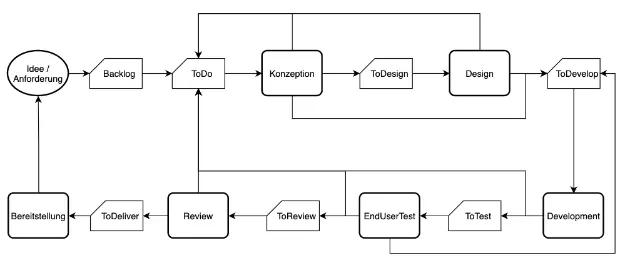 Idee /
Anforderung
Backlog
ToDo
Konzeption
ToDesign
Design
ToDevelop
Bereitstellung
ToDeliver
Review
ToReview
EndUserTest
ToTest
Development